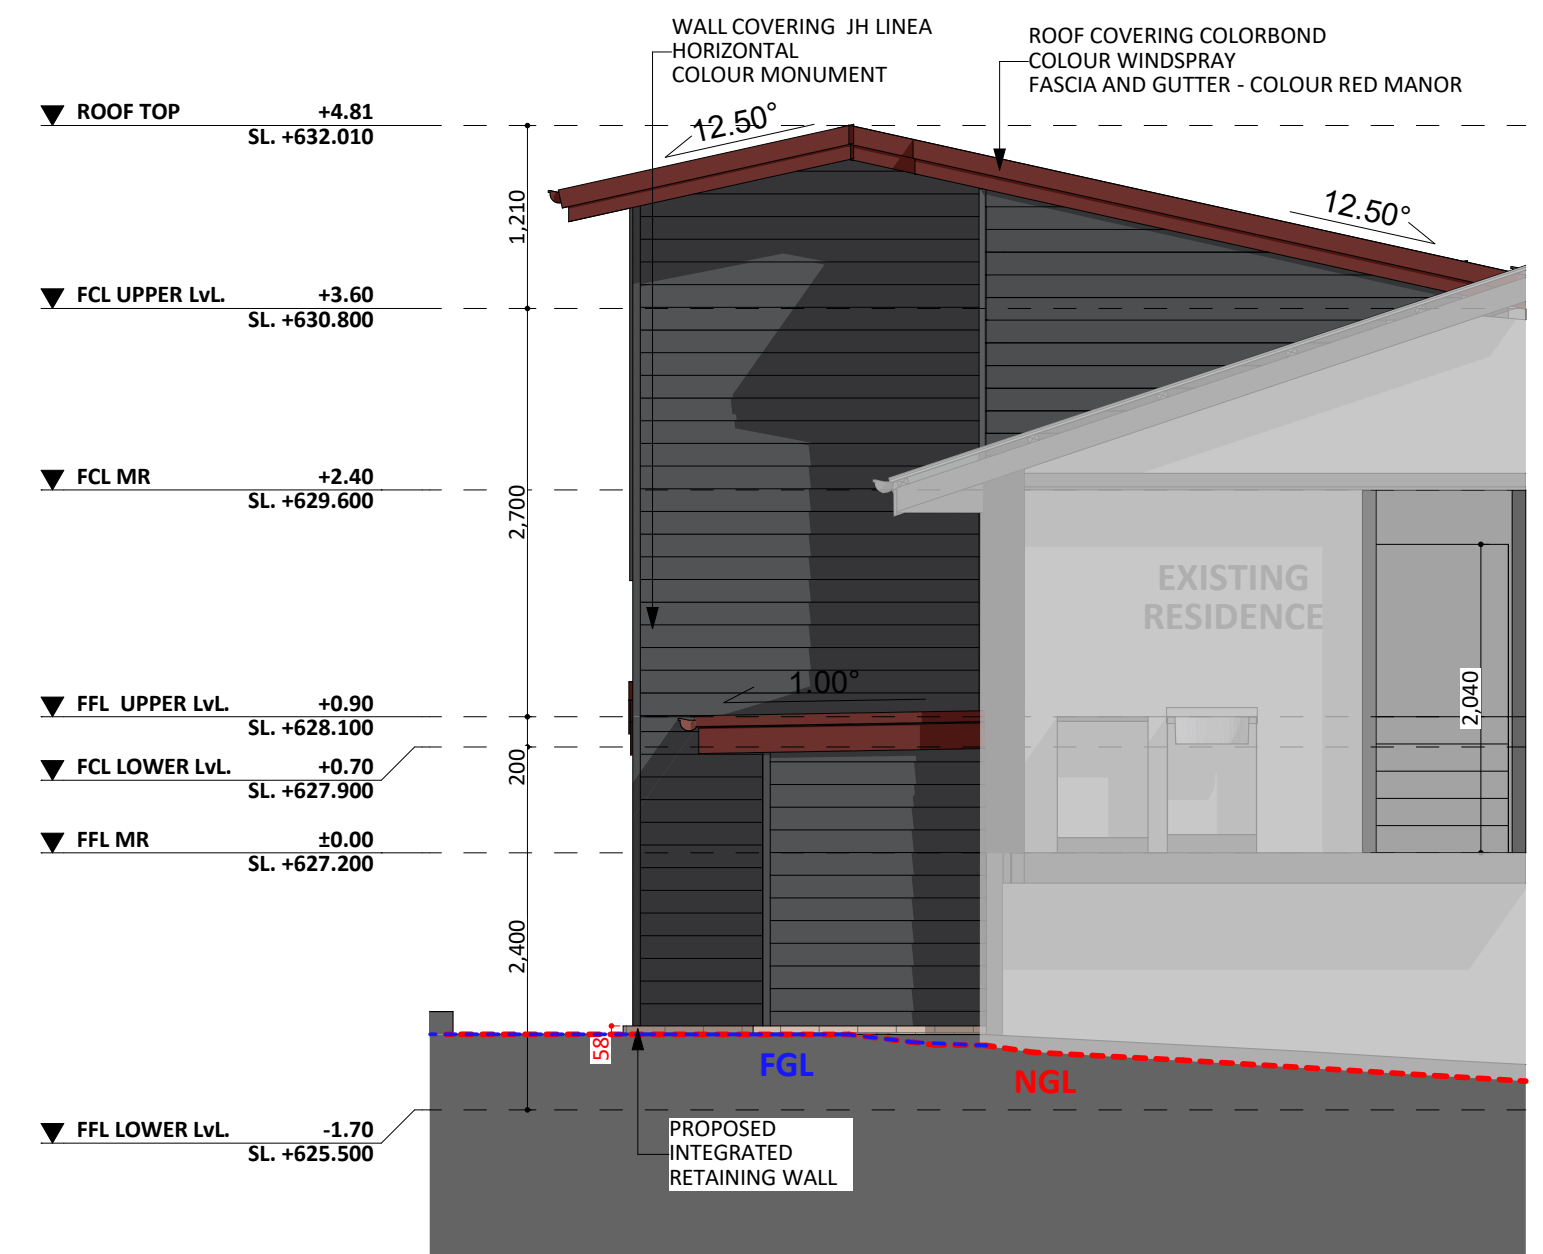 WALL COVERING  JH LINEA
HORIZONTAL
COLOUR MONUMENT
ROOF COVERING COLORBOND
COLOUR WINDSPRAY
FASCIA AND GUTTER - COLOUR RED MANOR
ROOF TOP +4.81
SL. +632.010
12.50°
12.50°
1,210
FCL UPPER LvL. +3.60
SL. +630.800
FCL MR +2.40
SL. +629.600
2,700
EXISTING
RESIDENCE
2,040
1.00°
FFL  UPPER LvL. +0.90
SL. +628.100
200
FCL LOWER LvL. +0.70
SL. +627.900
FFL MR ±0.00
SL. +627.200
2,400
58
FGL
NGL
FFL LOWER LvL. -1.70
SL. +625.500
PROPOSED
INTEGRATED
RETAINING WALL